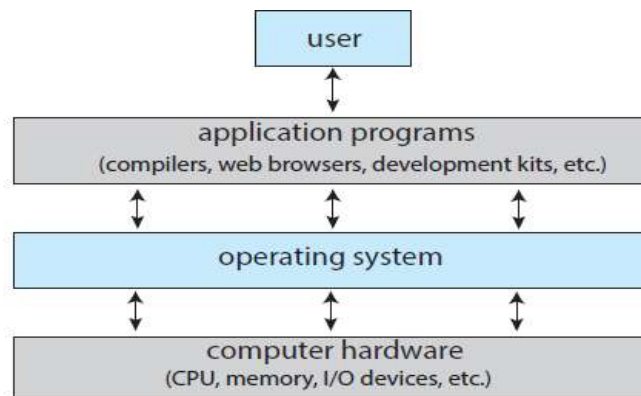 user
application programs
(compilers, web browsers, development kits, etc.)
operating system
computer hardware
(CPU, memory, I/O devices, etc.)